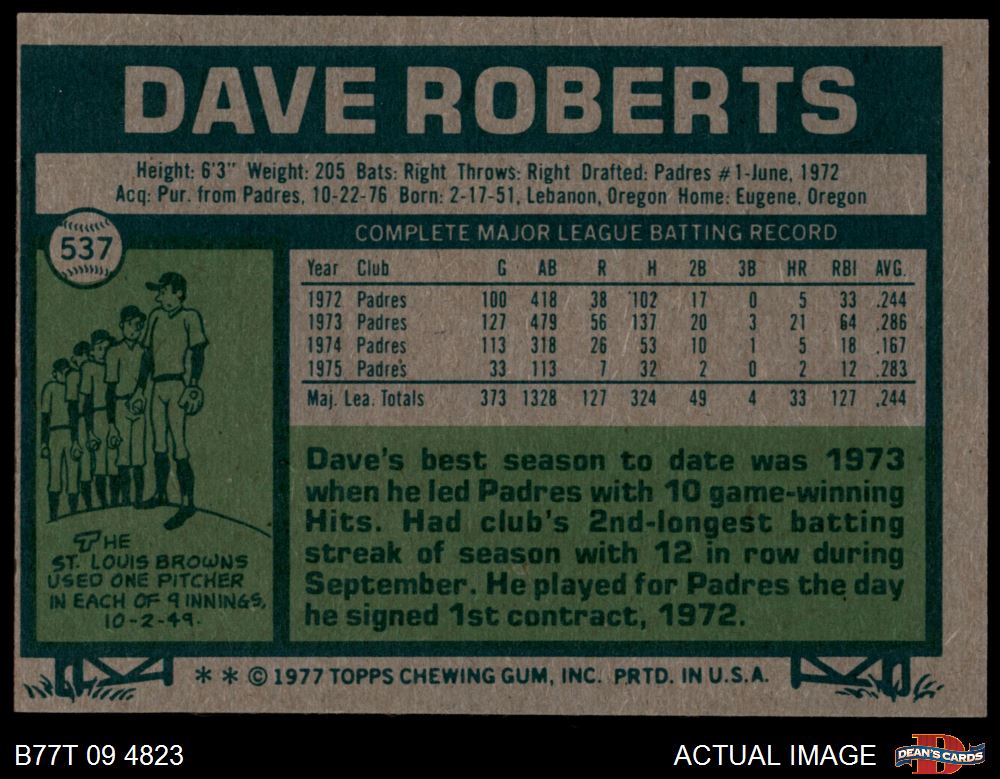 DAVE ROBERTS
Height: 6'3" Weight: 205 Bats: Right Throws: Right Drafted: Padres #1-June, 1972
Acq: Pur. from Padres, 10-22-76 Born: 2-17-51, Lebanon, Oregon Home: Eugene, Oregon
537
COMPLETE MAJOR LEAGUE BATTING RECORD
Year Club G AB R H 2B 3B HR RBI AVG.
1972 Padres 100 418 38 102 17 0 5 33 .244
1973 Padres 127 479 56 137 20 3 21 64 .286
1974 Padres 113 318 26 53 10 1 5 18 .167
1975 Padres 33 113 7 32 2 0 2 12 .283
Maj. Lea. Totals 373 1328 127 324 49 4 33 127 .244
THE
ST. LOUIS BROWNS
USED ONE PITCHER
IN EACH OF 9 INNINGS,
10-2-49.
Dave's best season to date was 1973
when he led Padres with 10 game-winning
Hits. Had club's 2nd-longest batting
streak of season with 12 in row during
September. He played for Padres the day
he signed 1st contract, 1972.
** © 1977 TOPPS CHEWING GUM, INC. PRTD. IN U.S.A.
B77T 09 4823
ACTUAL IMAGE
DEAN'S CARDS